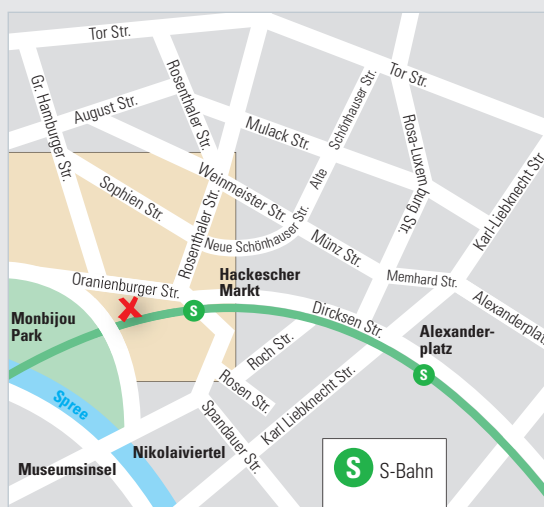 Tor Str.
Tor Str.
Gr. Hamburger Str.
Rosenthaler Str.
August Str.
Mulack Str.
Alte Schönhauser Str.
Rosa-Luxemburg Str.
Karl-Liebknecht Str.
Sophien Str.
Weinmeister Str.
Rosenthaler Str.
Neue Schönhauser Str.
Münz Str.
Memhard Str.
Alexanderplatz
Oranienburger Str.
Hackescher
Markt
Dircksen Str.
Monbijou
Park
S
Alexander-
platz
S
Roch Str.
Rosen Str.
Karl Liebknecht Str.
Spandauer Str.
Spree
Nikolaiviertel
Museumsinsel
S
S-Bahn